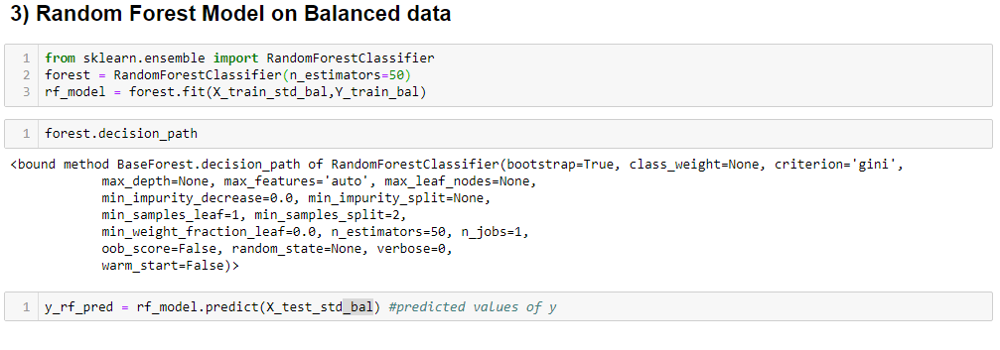 3) Random Forest Model on Balanced data
1 from sklearn.ensemble import RandomForestClassifier
2 forest = RandomForestClassifier(n_estimators=50)
3 rf_model = forest.fit(X_train_std_bal,Y_train_bal)
1 forest.decision_path
<bound method BaseForest.decision_path of RandomForestClassifier(bootstrap=True, class_weight=None, criterion='gini',
max_depth=None, max_features='auto', max_leaf_nodes=None,
min_impurity_decrease=0.0, min_impurity_split=None,
min_samples_leaf=1, min_samples_split=2,
min_weight_fraction_leaf=0.0, n_estimators=50, n_jobs=1,
oob_score=False, random_state=None, verbose=0,
warm_start=False)>
1 y_rf_pred = rf_model.predict(X_test_std_bal) #predicted values of y